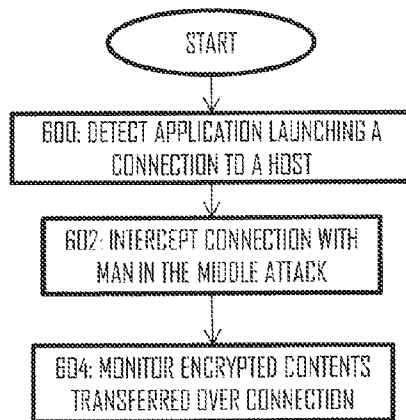 START
600: DETECT APPLICATION LAUNCHING A
CONNECTION TO A HOST
602: INTERCEPT CONNECTION WITH
MAN IN THE MIDDLE ATTACK
604: MONITOR ENCRYPTED CONTENTS
TRANSFERRED OVER CONNECTION